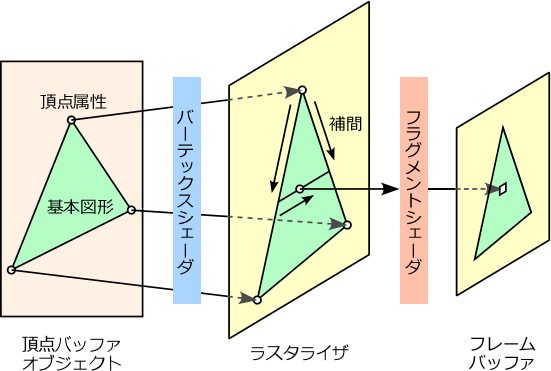 頂点属性
基本図形
頂点バッファ
オブジェクト
バーテックスシェーダ
補間
ラスタライザ
フラグメントシェーダ
フレーム
バッファ